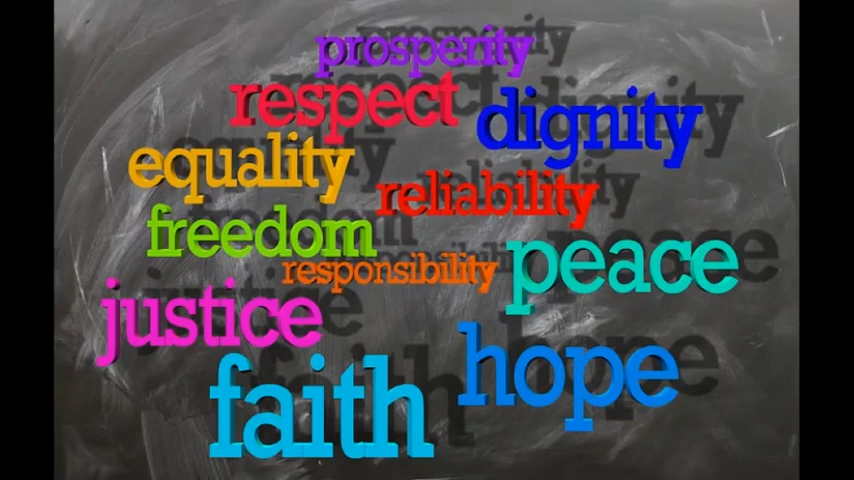 prosperity
respect
dignity
equality
reliability
freedom
peace
responsibility
justice
hope
faith